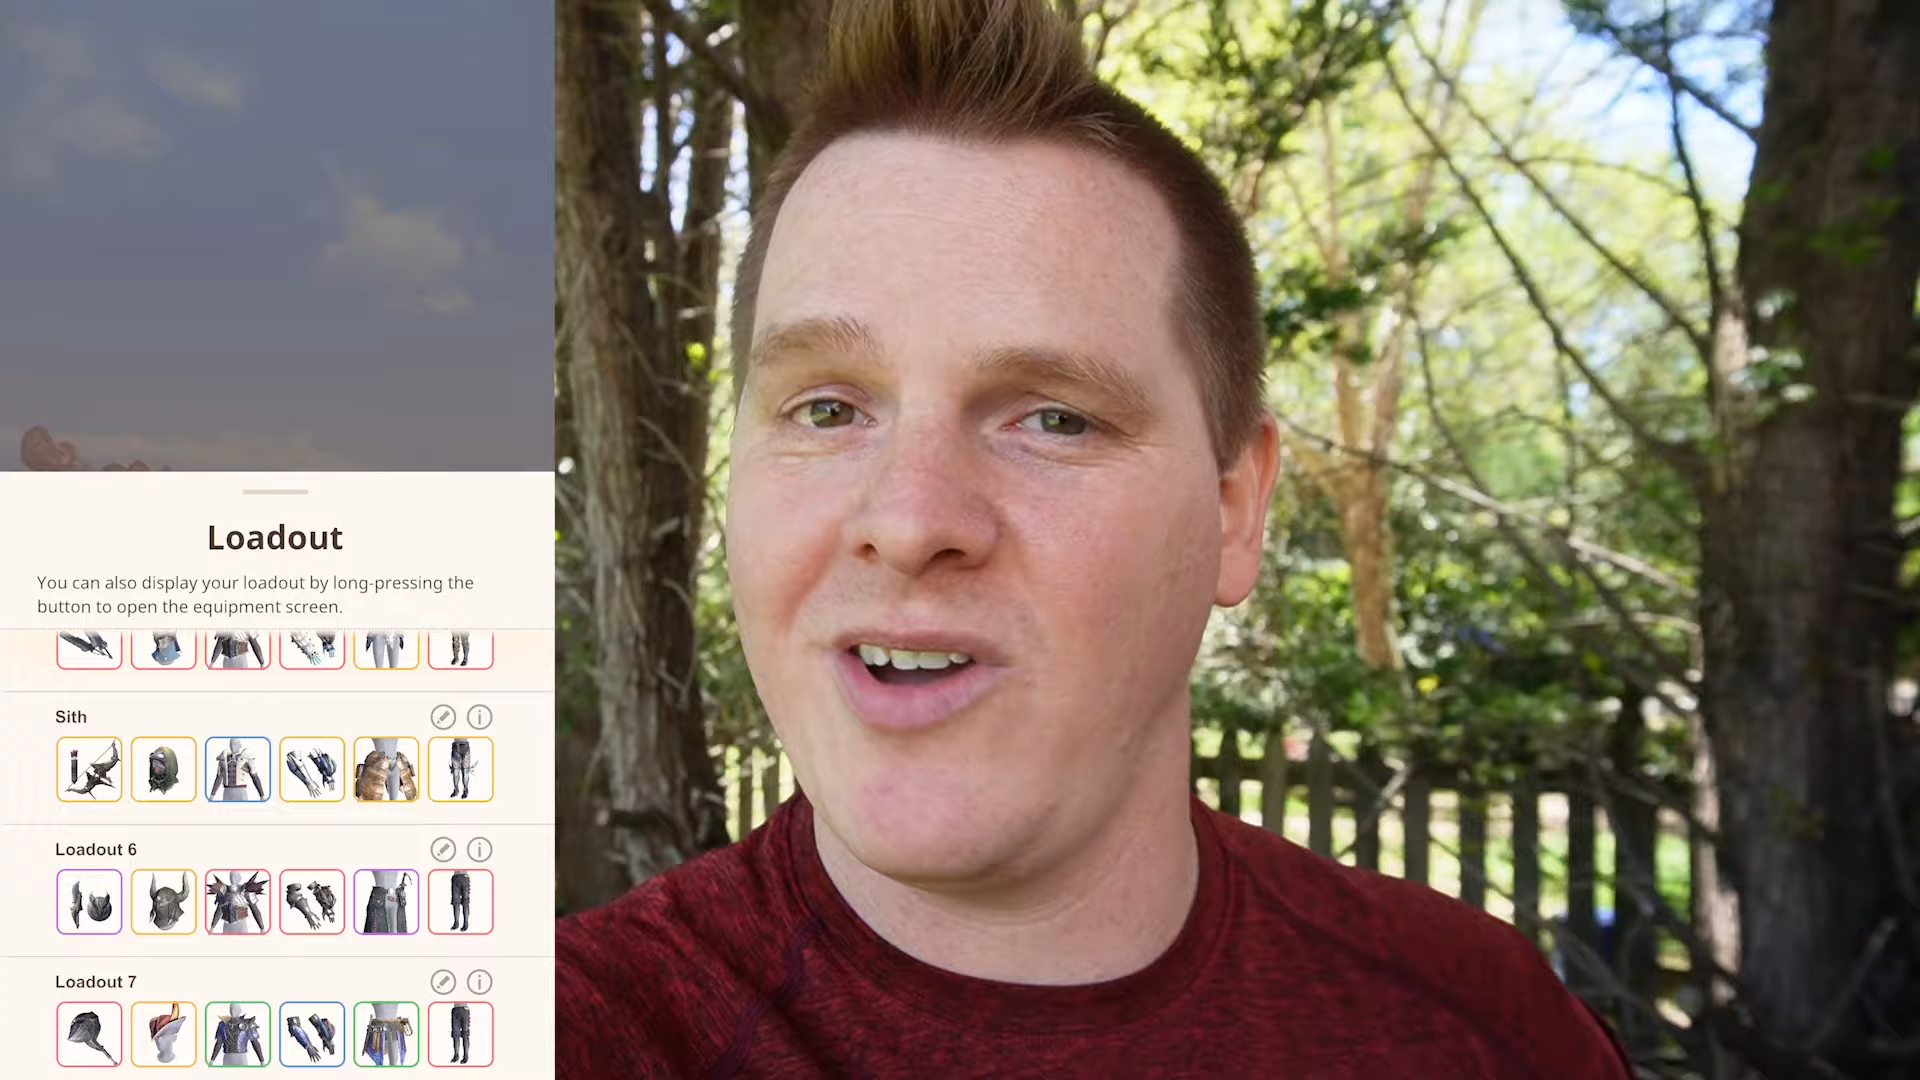 Loadout
You can also display your loadout by long-pressing the
button to open the equipment screen.
Sith
Loadout 6
Loadout 7